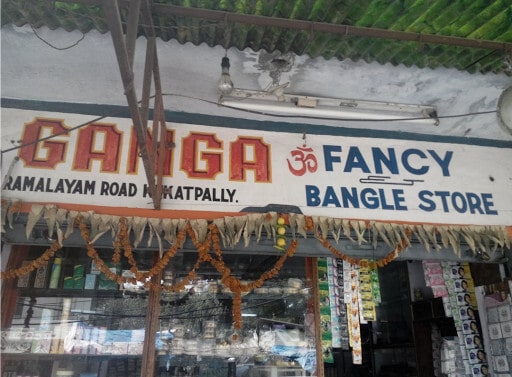 GANGA ॐ FANCY
RAMALAYAM ROAD KUKATPALLY. BANGLE STORE